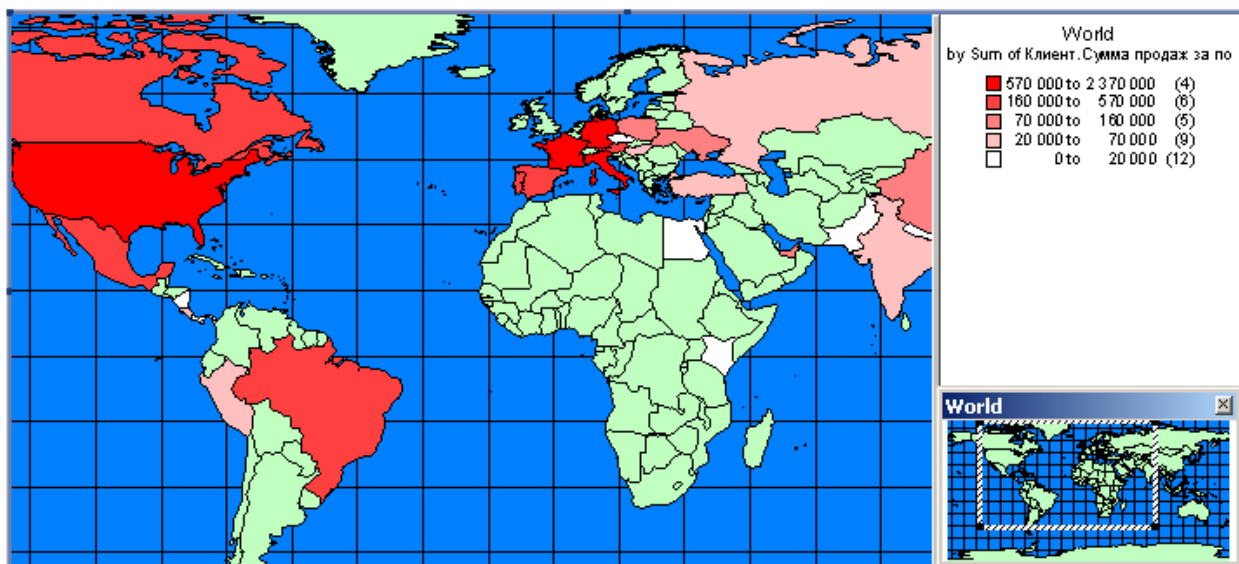 World
by Sum of Клиент.Сумма продаж за по
570 000 to 2 370 000 (4)
160 000 to 570 000 (6)
70 000 to 160 000 (5)
20 000 to 70 000 (9)
0 to 20 000 (12)
World